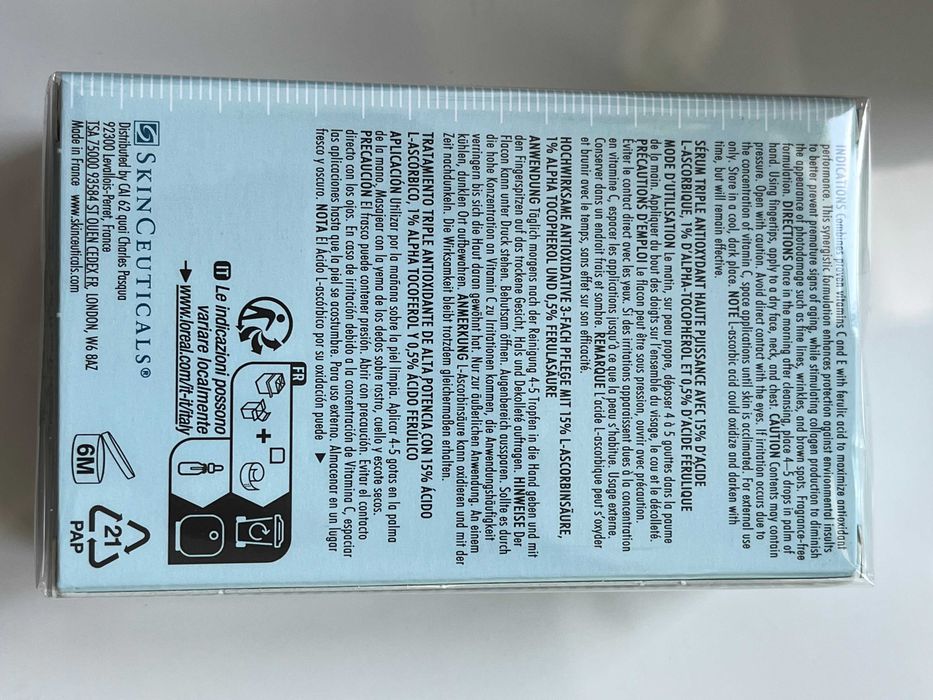 INDICATIONS Combines proven vitamins C and E with ferulic acid to maximize antioxidant
performance. This synergistic formulation enhances protection against environmental insults
to better prevent premature signs of aging, while stimulating collagen production to diminish
the appearance photodamage such as fine lines, wrinkles, and brown spots. Fragrance-free
formulation. DIRECTIONS Once in the morning after cleansing, place 4–5 drops in palm of
hand. Using fingertips, apply to dry face, neck, and chest. CAUTION Contents may contain
pressure. Open with caution. Avoid direct contact with the eyes. If irritation occurs due to
the concentration of vitamin C, space applications until skin is acclimated. For external use
only. Store in a cool, dark place. NOTE L-ascorbic acid could oxidize and darken with
time, but will remain effective.
SÉRUM TRIPLE ANTIOXYDANT HAUTE PUISSANCE AVEC 15% D'ACIDE
L-ASCORBIQUE, 1% D'ALPHA-TOCOPHÉROL ET 0,5% D'ACIDE FERULIQUE
MODE D'UTILISATION Le matin, sur peau propre, déposer 4 à 5 gouttes dans la paume
de la main. Appliquer du bout des doigts sur l'ensemble du visage, le cou et le décolleté.
PRÉCAUTIONS D'EMPLOI Le flacon peut être sous pression, ouvrir avec précaution.
Éviter le contact direct avec les yeux. Si des irritations apparaissent dues à la concentration
en vitamine C, espacer les applications jusqu'à ce que la peau s'habitue. Usage externe.
Conserver dans un endroit frais et sombre. REMARQUE L'acide L-ascorbique peut s'oxyder
et brunir avec le temps, sans effet sur son efficacité.
HOCHWIRKSAME ANTIOXIDATIVE 3-FACH PFLEGE MIT 15% L-ASCORBINSÄURE,
1% ALPHA TOCOPHEROL UND 0,5% FERULASÄURE
ANWENDUNG Täglich morgens nach der Reinigung 4-5 Tropfen in die Hand geben und mit
den Fingerspitzen auf das trockene Gesicht, Hals und Dekolleté auftragen. HINWEISE Der
Flacon kann unter Druck stehen. Behutsam öffnen. Augenbereich aussparen. Sollte es durch
die hohe Konzentration an Vitamin C zu Irritationen kommen, die Anwendungshäufigkeit
verringern bis sich die Haut daran gewöhnt hat. Nur zur äußerlichen Anwendung. An einem
kühlen, dunklen Ort aufbewahren. ANMERKUNG L-Ascorbinsäure kann oxidieren und mit der
Zeit nachdunkeln. Die Wirksamkeit bleibt trotzdem gleichermaßen erhalten.
TRATAMIENTO TRIPLE ANTIOXIDANTE DE ALTA POTENCIA CON 15% ÁCIDO
L-ASCORBICO, 1% ALPHA TOCOFEROL Y 0,5% ÁCIDO FERÚLICO
APLICACIÓN Utilizar por la mañana sobre la piel limpia. Aplicar 4-5 gotas en la palma
de la mano. Masajear con la yema de los dedos sobre rostro, cuello y escote secos.
PRECAUCIÓN El frasco puede contener presión. Abrir con precaución. Evitar el contacto
directo con los ojos. En caso de irritación debida a la concentración de Vitamina C, espaciar
las aplicaciones hasta que la piel se acostumbre. Para uso externo. Almacena en un lugar
fresco y oscuro. NOTA El Ácido L-ascórbico por su oxidación puede ▶
FR
+
IT Le indicazioni possono
variare localmente
→www.loreal.com/it-it/italy
SKINCEUTICALS®
Distributed by CAI 62 quai Charles Pasqua
92300 Levallois-Perret, France
TSA 75000 93584 ST OUEN CEDEX FR, LONDON, W6 8AZ
Made in France www.skinceuticals.com
6M
21
PAP